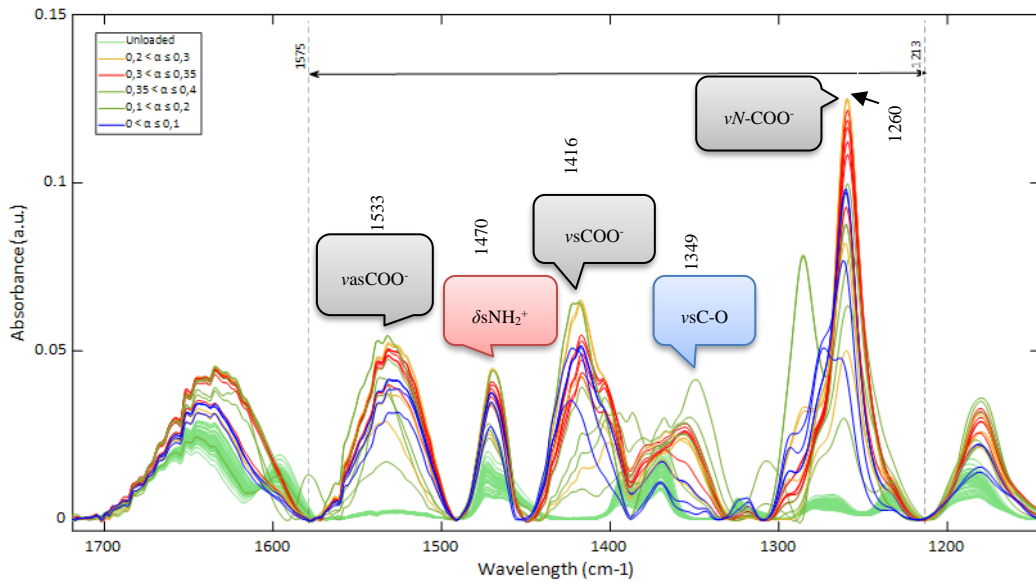 0.15
Unloaded
0,2 < α ≤ 0,3
0,3 < α ≤ 0,35
0,35 < α ≤ 0,4
0,1 < α ≤ 0,2
0 < α ≤ 0,1
1575
1213
νN-COO⁻
1260
0.1
1416
1533
1470
νsCOO⁻
1349
νasCOO⁻
δsNH₂⁺
νsC-O
0.05
0
Absorbance (a.u.)
1700 1600 1500 1400 1300 1200
Wavelength (cm-1)